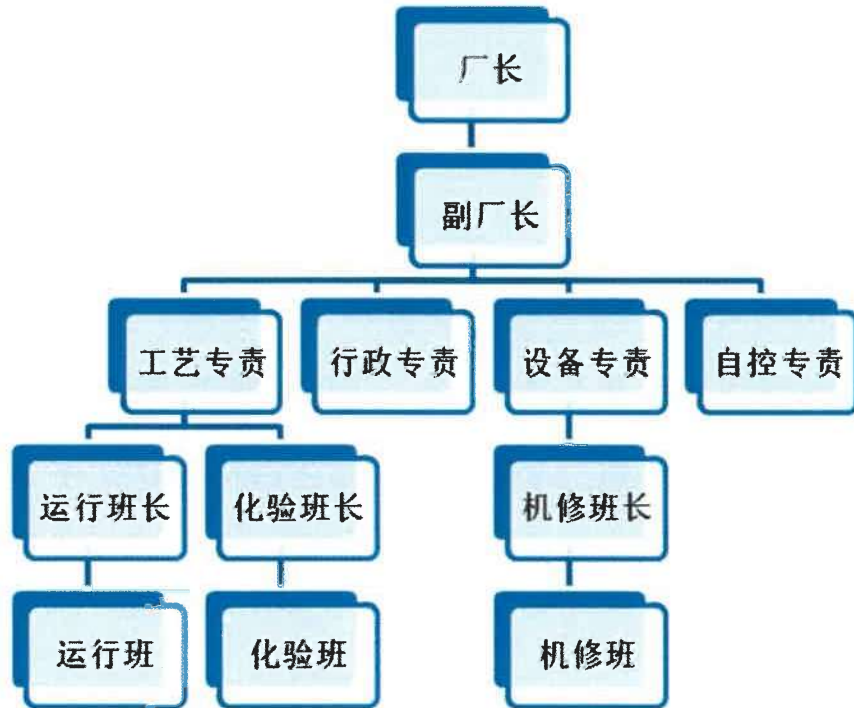 厂长
副厂长
工艺专责
行政专责
设备专责
自控专责
运行班长
化验班长
机修班长
运行班
化验班
机修班